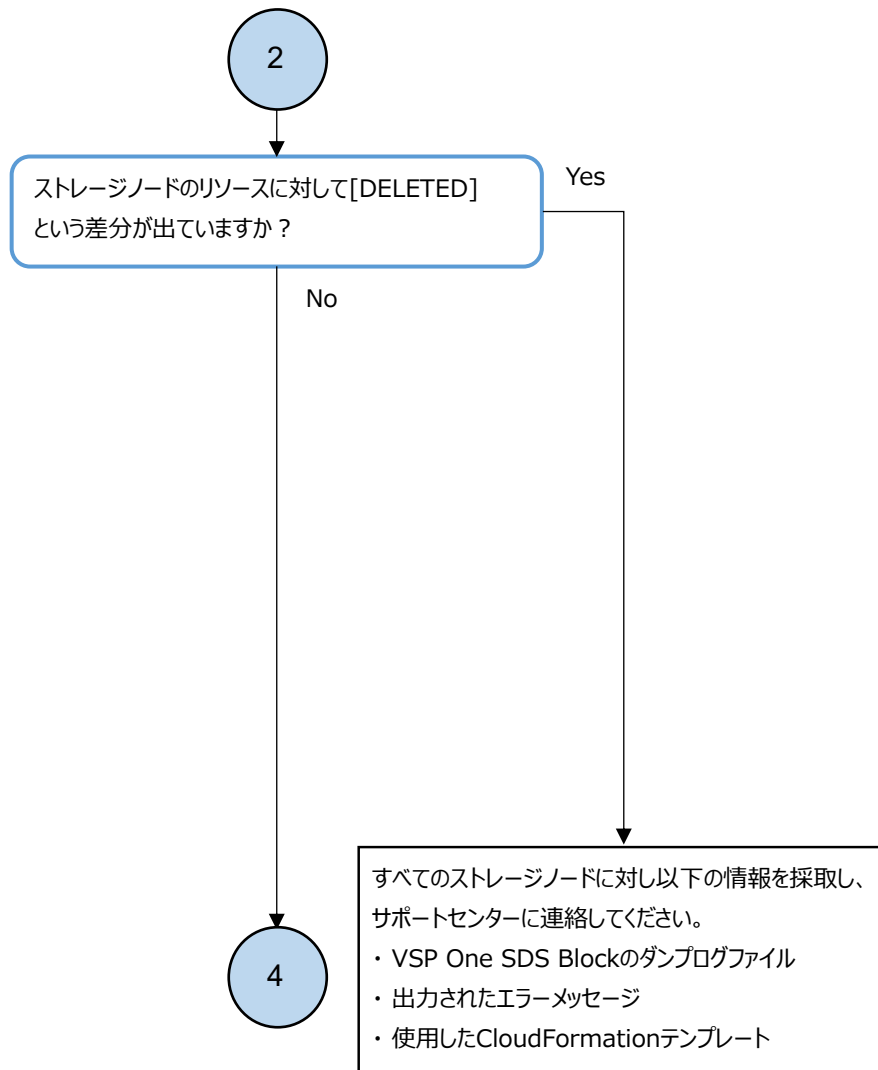 2
ストレージノードのリソースに対して[DELETED]
という差分が出ていますか？
Yes
No
すべてのストレージノードに対し以下の情報を採取し、
サポートセンターに連絡してください。
・ VSP One SDS Blockのダンプログファイル
・ 出力されたエラーメッセージ
・ 使用したCloudFormationテンプレート
4